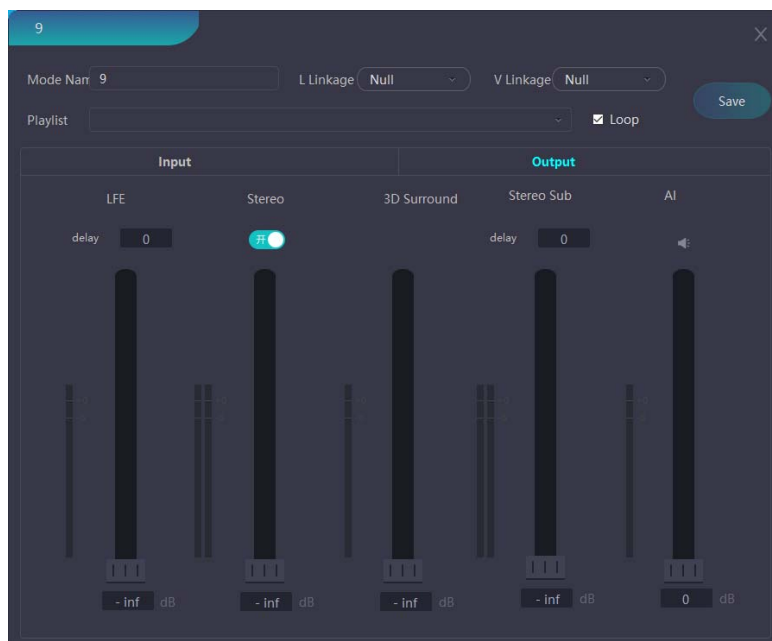 9
X
Mode Nam 9 L Linkage Null V Linkage Null
Save
Playlist Loop
Input Output
LFE Stereo 3D Surround Stereo Sub AI
delay 0 开 delay 0
- inf dB - inf dB - inf dB - inf dB 0 dB